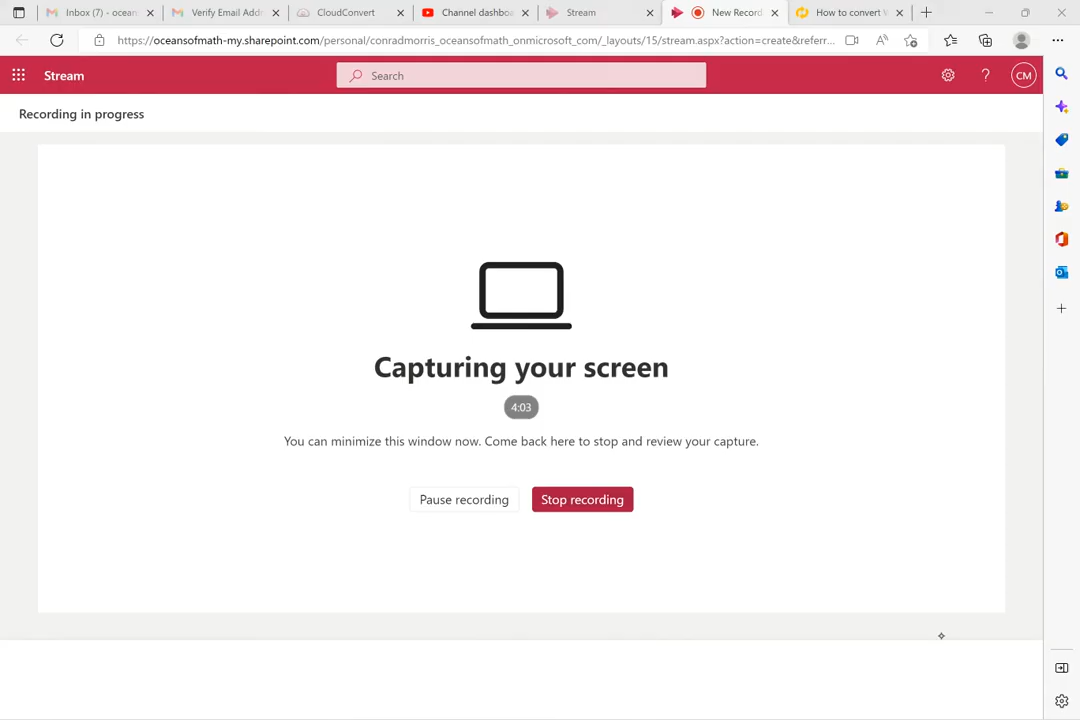 Inbox (7) - ocean
Verify Email Addr
CloudConvert
Channel dashboa
Stream
New Record
How to convert
https://oceansofmath-my.sharepoint.com/personal/conradmorris_oceansofmath_onmicrosoft_com/_layouts/15/stream.aspx?action=create&referr...
Stream
Search
?
CM
Recording in progress
Capturing your screen
4:03
You can minimize this window now. Come back here to stop and review your capture.
Pause recording
Stop recording